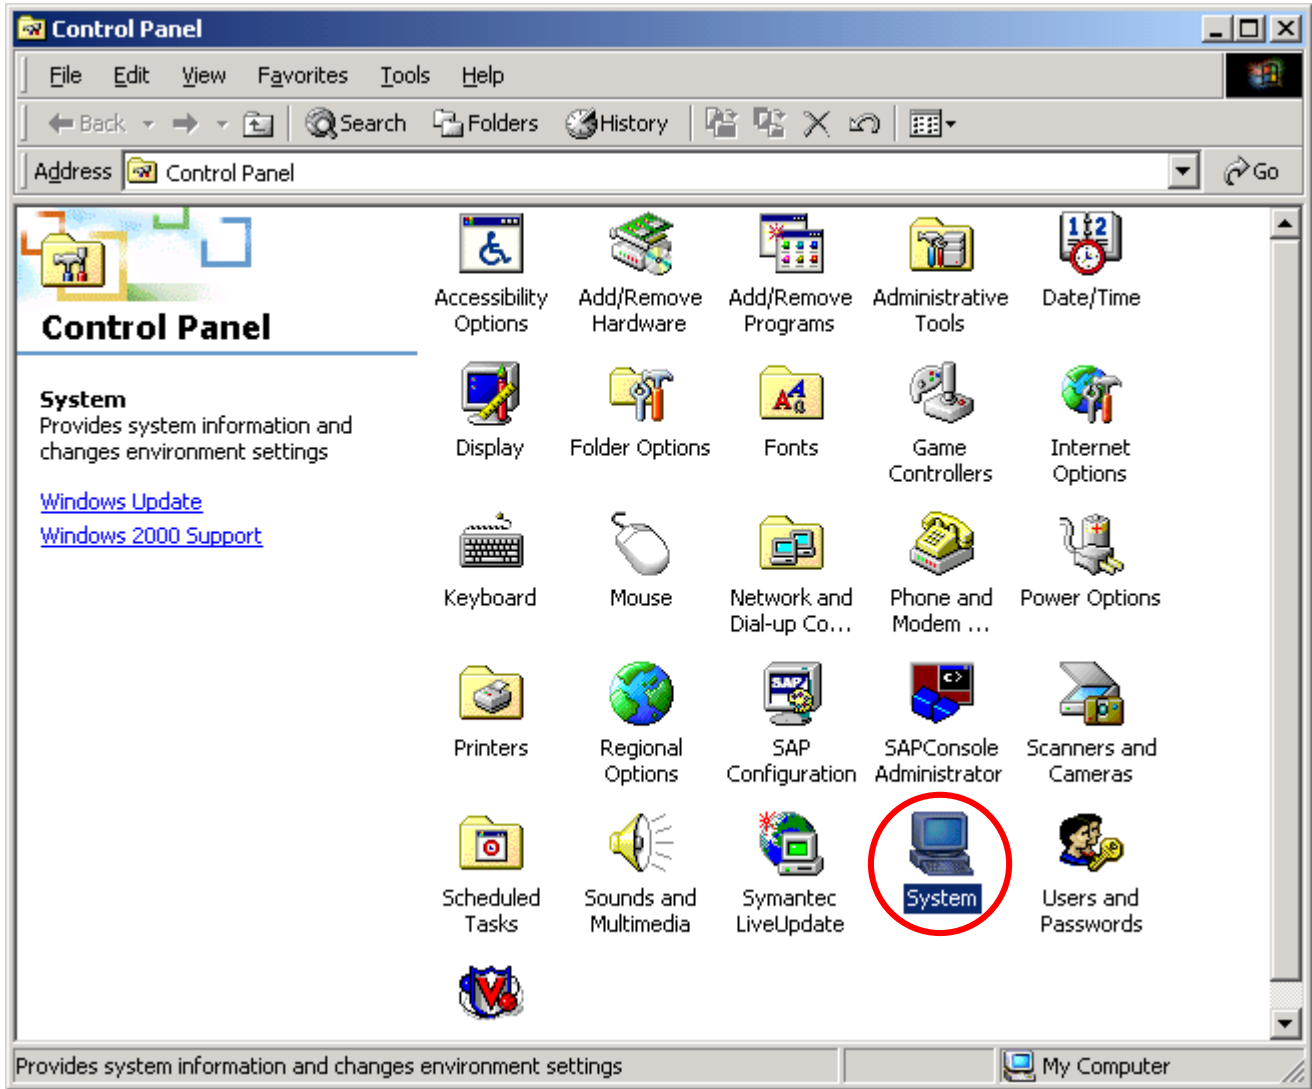 Control Panel
File Edit View Favorites Tools Help
Back Search Folders History
Address Control Panel Go
Control Panel
System
Provides system information and
changes environment settings
Windows Update
Windows 2000 Support
Accessibility
Options
Add/Remove
Hardware
Add/Remove
Programs
Administrative
Tools
1 2
Date/Time
Display
Folder Options
Fonts
Game
Controllers
Internet
Options
Keyboard
Mouse
Network and
Dial-up Co...
Phone and
Modem ...
Power Options
Printers
Regional
Options
SAP
SAP
Configuration
SAPConsole
Administrator
Scanners and
Cameras
Scheduled
Tasks
Sounds and
Multimedia
Symantec
LiveUpdate
System
Users and
Passwords
V
Provides system information and changes environment settings
My Computer